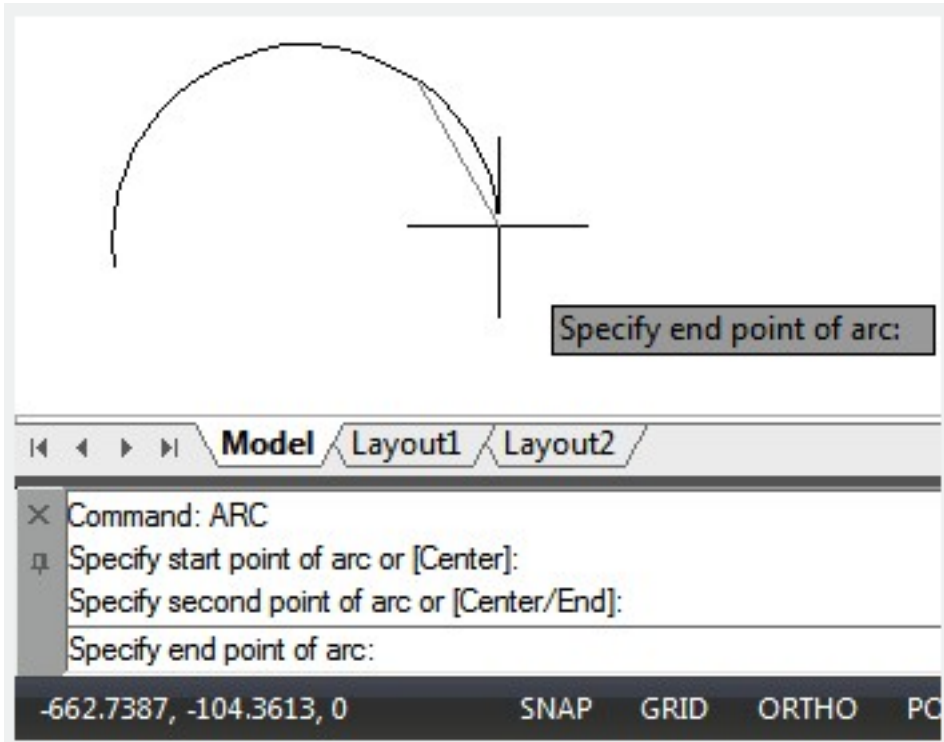 Specify end point of arc:
Model Layout1 Layout2
Command: ARC
Specify start point of arc or [Center]:
Specify second point of arc or [Center/End]:
Specify end point of arc:
-662.7387, -104.3613, 0 SNAP GRID ORTHO PO